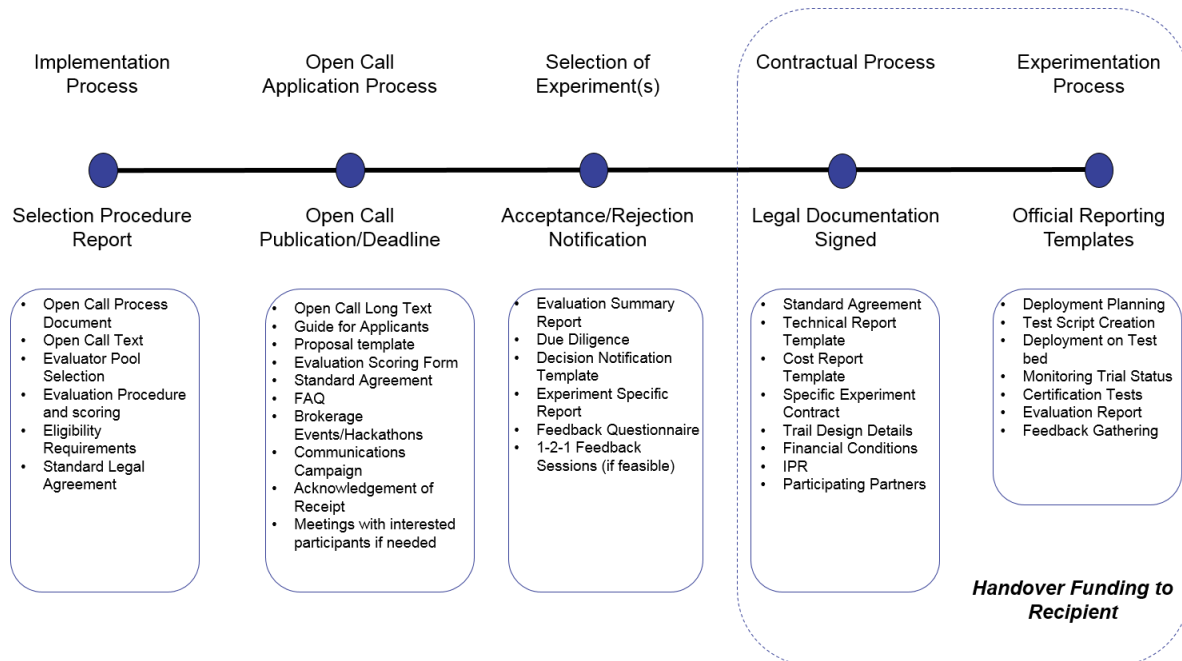 Implementation
Process
Open Call
Application Process
Selection of
Experiment(s)
Contractual Process
Experimentation
Process
Selection Procedure
Report
Open Call
Publication/Deadline
Acceptance/Rejection
Notification
Legal Documentation
Signed
Official Reporting
Templates
• Open Call Process
Document
• Open Call Text
• Evaluator Pool
Selection
• Evaluation Procedure
and scoring
• Eligibility
Requirements
• Standard Legal
Agreement
• Open Call Long Text
• Guide for Applicants
• Proposal template
• Evaluation Scoring Form
• Standard Agreement
• FAQ
• Brokerage
Events/Hackathons
• Communications
Campaign
• Acknowledgement of
Receipt
• Meetings with interested
participants if needed
• Evaluation Summary
Report
• Due Diligence
• Decision Notification
Template
• Experiment Specific
Report
• Feedback Questionnaire
• 1-2-1 Feedback
Sessions (if feasible)
• Standard Agreement
• Technical Report
Template
• Cost Report
Template
• Specific Experiment
Contract
• Trail Design Details
• Financial Conditions
• IPR
• Participating Partners
• Deployment Planning
• Test Script Creation
• Deployment on Test
bed
• Monitoring Trial Status
• Certification Tests
• Evaluation Report
• Feedback Gathering
Handover Funding to
Recipient